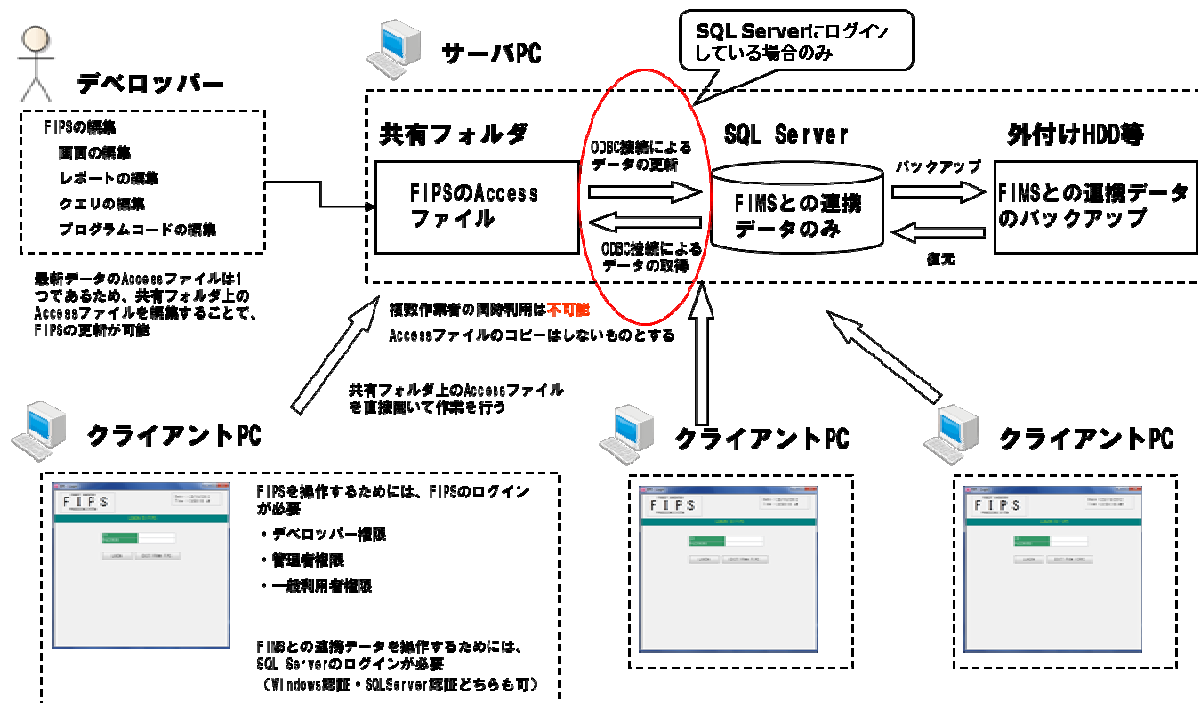 SQL Serverにログイン
している場合のみ
サーバPC
デベロッパー
FIPSの編集
画面の編集
レポートの編集
クエリの編集
プログラムコードの編集
最新データのAccessファイルは1
つであるため、共有フォルダ上の
Accessファイルを編集することで、
FIPSの更新が可能
共有フォルダ
FIPSのAccess
ファイル
ODBC接続による
データの更新
ODBC接続による
データの取得
SQL Server
FIMSとの連携
データのみ
バックアップ
復元
外付けHDD等
FIMSとの連携データ
のバックアップ
複数作業者の同時利用は不可能
Accessファイルのコピーはしないものとする
共有フォルダ上のAccessファイル
を直接開いて作業を行う
クライアントPC
FIPS
FIPSを操作するためには、FIPSのログイン
が必要
・デベロッパー権限
・管理者権限
・一般利用者権限
FIMSとの連携データを操作するためには、
SQL Serverのログインが必要
(Windows認証・SQLServer認証どちらも可)
クライアントPC
FIPS
クライアントPC
FIPS